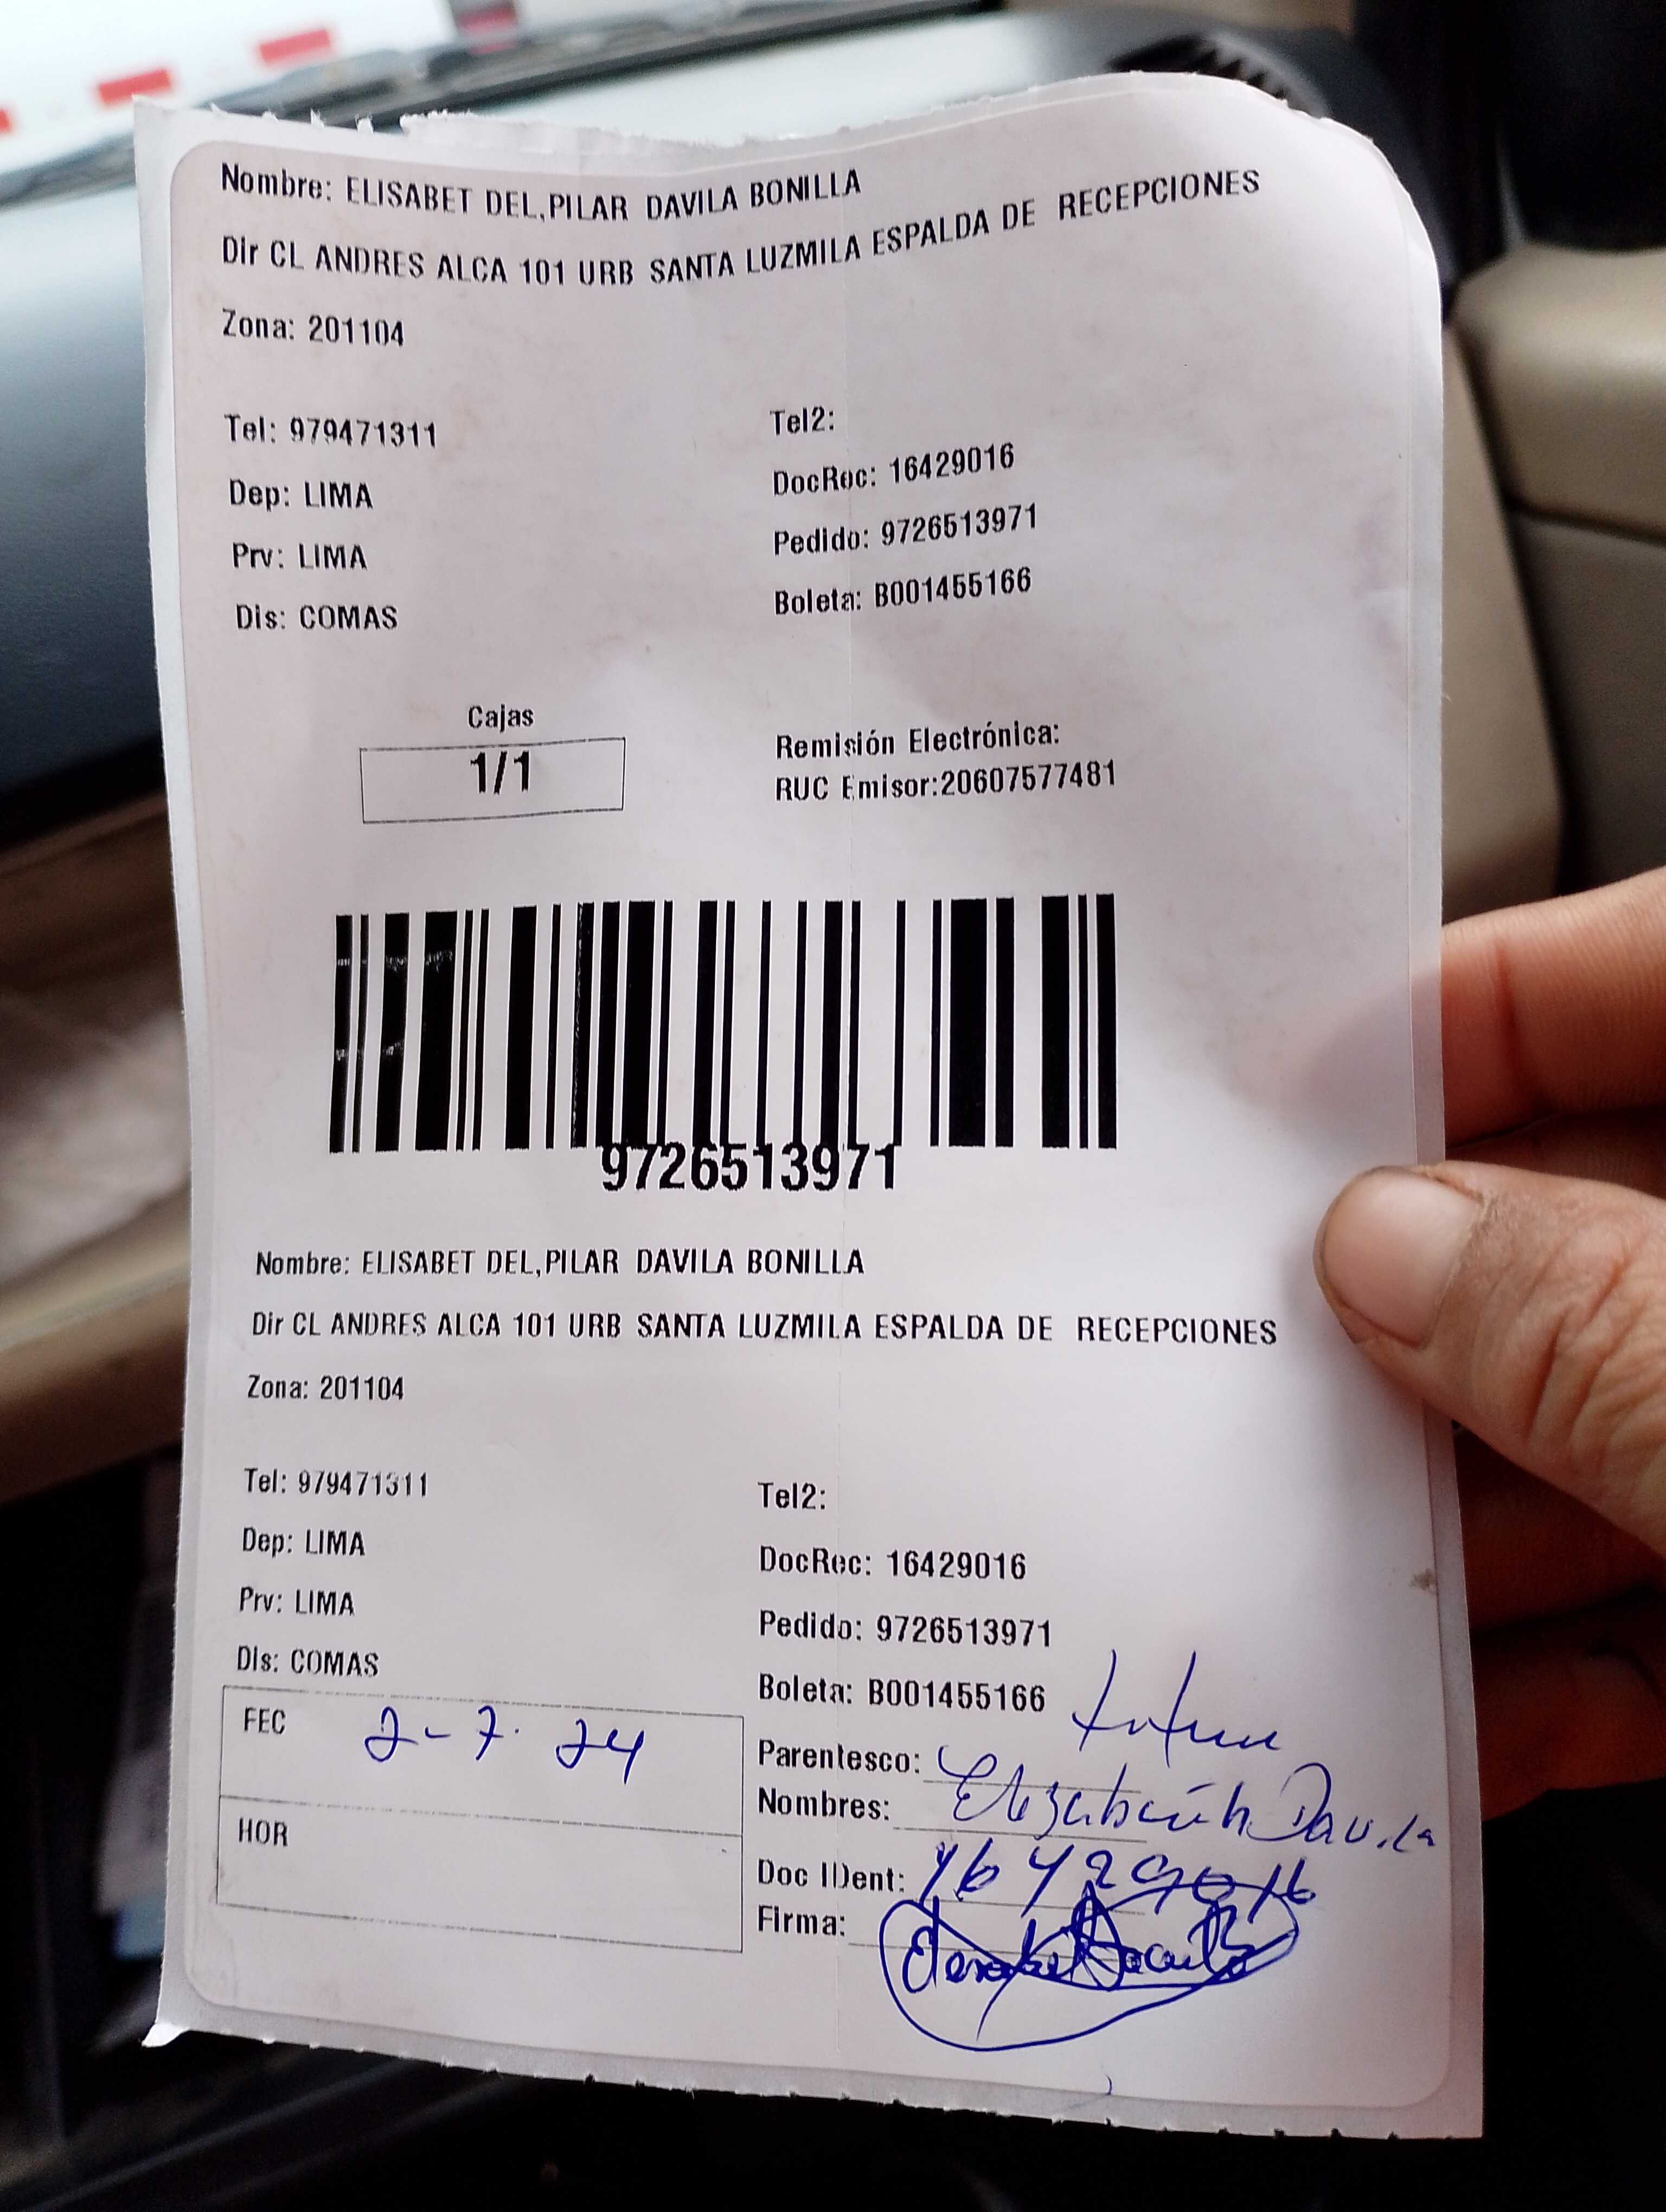 Nombre: ELISABET DEL,PILAR DAVILA BONILLA
Dir CL ANDRES ALCA 101 URB SANTA LUZMILA ESPALDA DE RECEPCIONES
Zona: 201104
Tel: 979471311
Tel2:
Dep: LIMA
DocRec: 16429016
Prv: LIMA
Pedido: 9726513971
Dis: COMAS
Boleta: B001455166
Cajas
1/1
Remisión Electrónica:
RUC Emisor:20607577481
9726513971
Nombre: ELISABET DEL,PILAR DAVILA BONILLA
Dir CL ANDRES ALCA 101 URB SANTA LUZMILA ESPALDA DE RECEPCIONES
Zona: 201104
Tel: 979471311
Tel2:
Dep: LIMA
DocRec: 16429016
Prv: LIMA
Pedido: 9726513971
Dis: COMAS
Boleta: B001455166
FEC 2-7-24
Parentesco:
Nombres: Elizabeth Davila
HOR
Doc IDent: 16429016
Firma: